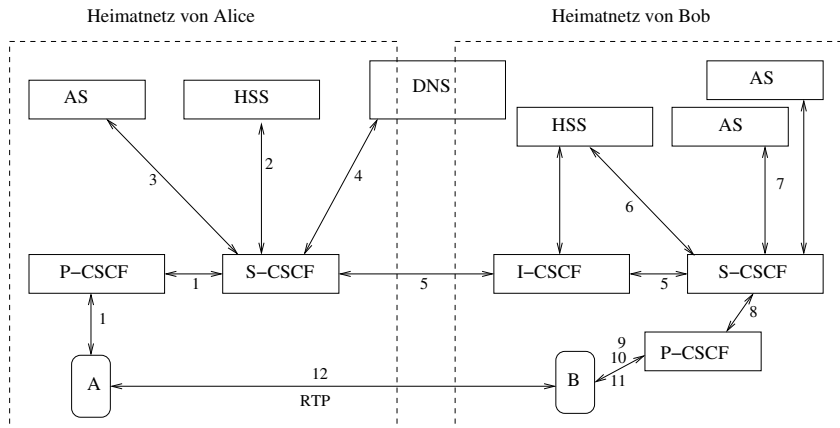 Heimatnetz von Alice
Heimatnetz von Bob
AS
HSS
DNS
AS
HSS
AS
2
3
4
6
7
P-CSCF
1
S-CSCF
5
I-CSCF
5
S-CSCF
1
8
P-CSCF
9
10
11
A
12
RTP
B